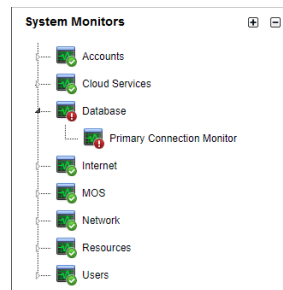 System Monitors
Accounts
Cloud Services
Database
Primary Connection Monitor
Internet
MOS
Network
Resources
Users